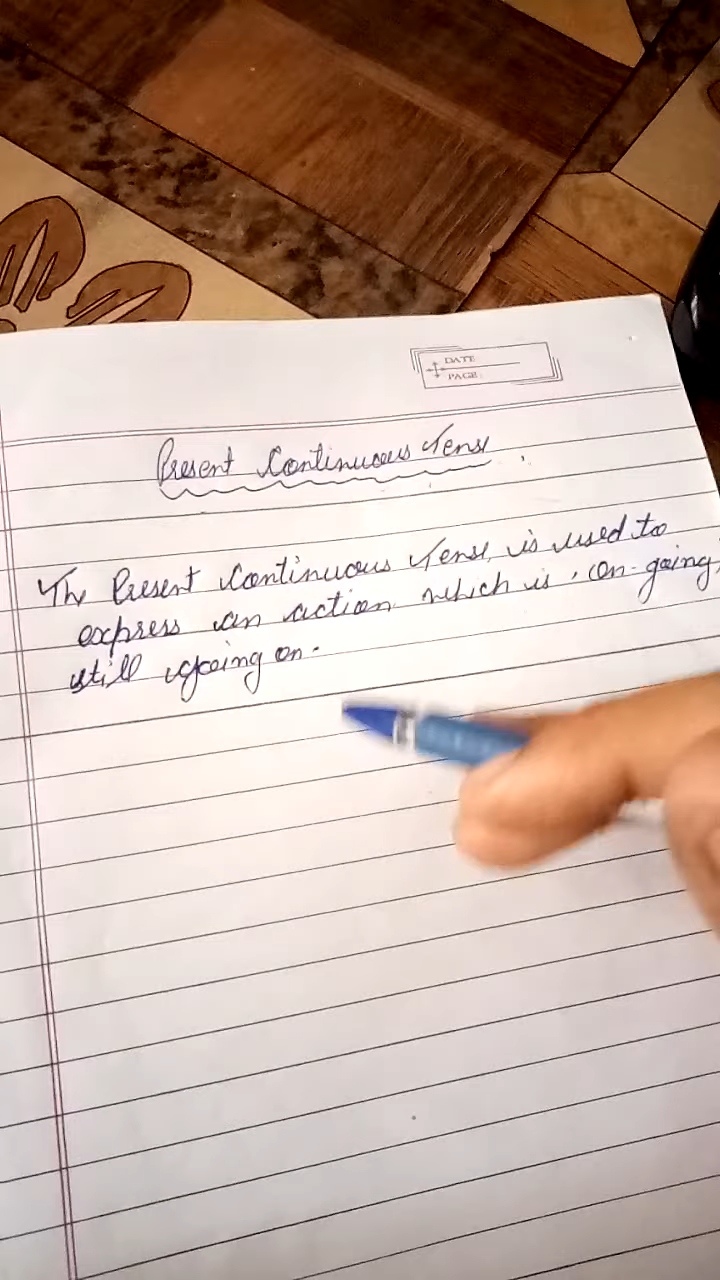 DATE
PAGE:
Present Continuous Tense
The Present Continuous Tense is used to
express an action which is on-going,
still going on.